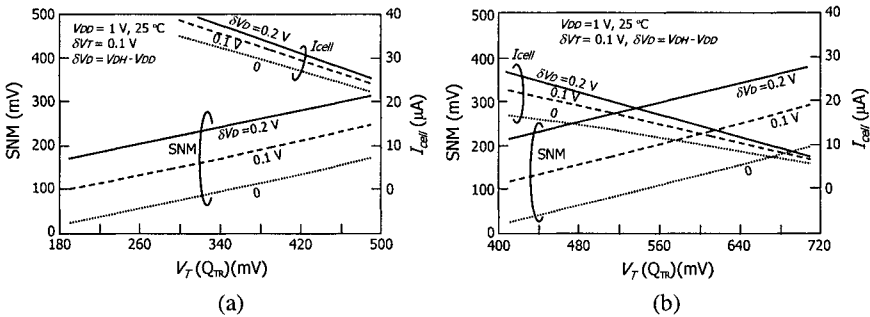 500
400
300
200
100
0
SNM (mV)
VDD = 1 V, 25 °C
δVT = 0.1 V
δVD = VDH - VDD
δVD = 0.2 V
0.1 V
0
Icell
δVD = 0.2 V
SNM
0.1 V
0
40
30
20
10
0
Icell (μA)
180 260 340 420 500
VT (QTR)(mV)
(a)
500
400
300
200
100
0
SNM (mV)
VDD = 1 V, 25 °C
δVT = 0.1 V, δVD = VDH - VDD
Icell
δVD = 0.2 V
0.1 V
0
δVD = 0.2 V
0.1 V
SNM
0
40
30
20
10
0
Icell (μA)
400 480 560 640 720
VT (QTR)(mV)
(b)